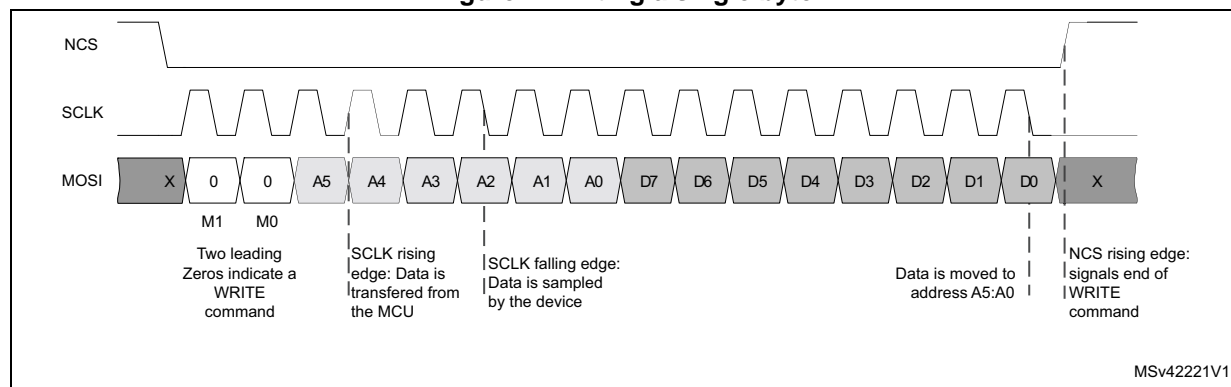 NCS
SCLK
MOSI
X 0 0 A5 A4 A3 A2 A1 A0 D7 D6 D5 D4 D3 D2 D1 D0 X
M1 M0
Two leading
Zeros indicate a
WRITE
command
SCLK rising
edge: Data is
transfered from
the MCU
SCLK falling edge:
Data is sampled
by the device
Data is moved to
address A5:A0
NCS rising edge:
signals end of
WRITE
command
MSv42221V1